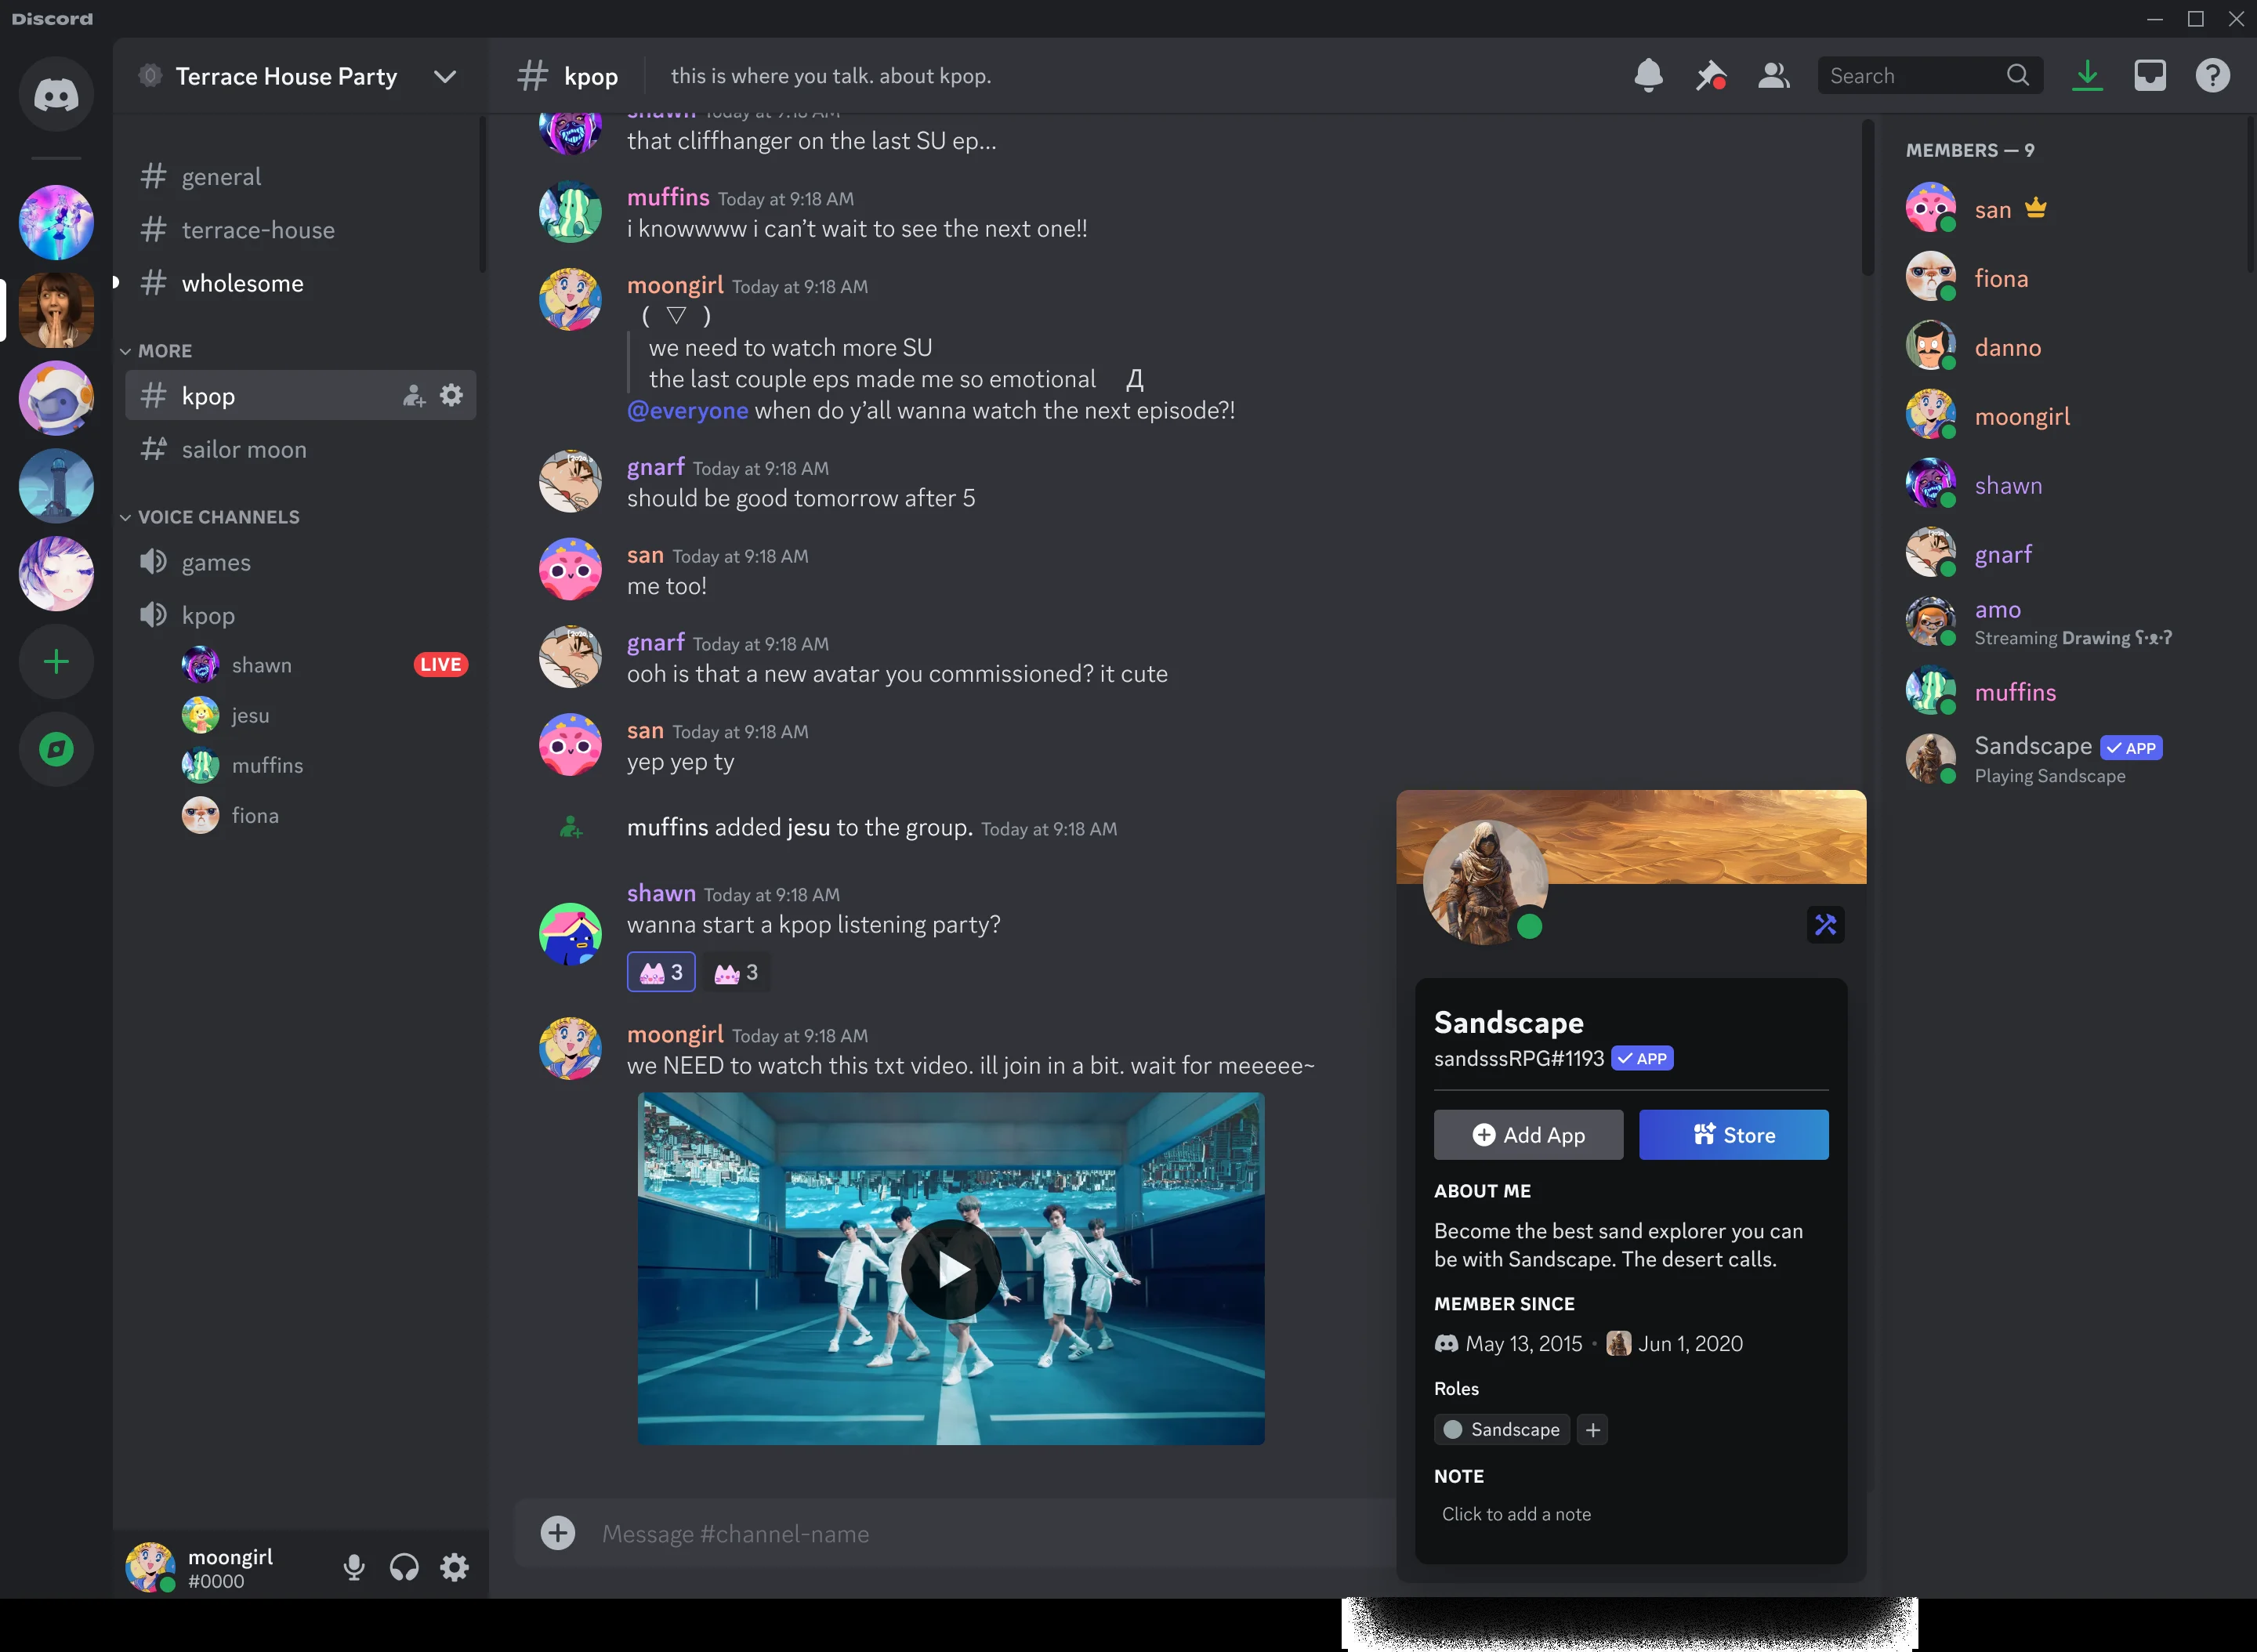 Discord
Terrace House Party
general
terrace-house
wholesome
MORE
kpop
sailor moon
VOICE CHANNELS
games
kpop
shawn
LIVE
jesu
muffins
fiona
moongirl
#0000
kpop
this is where you talk. about kpop.
Search
shawn Today at 9:18 AM
that cliffhanger on the last SU ep...
muffins Today at 9:18 AM
i knowwww i can’t wait to see the next one!!
moongirl Today at 9:18 AM
( ▽ )
we need to watch more SU
the last couple eps made me so emotional Д
@everyone when do y’all wanna watch the next episode?!
gnarf Today at 9:18 AM
should be good tomorrow after 5
san Today at 9:18 AM
me too!
gnarf Today at 9:18 AM
ooh is that a new avatar you commissioned? it cute
san Today at 9:18 AM
yep yep ty
muffins added jesu to the group. Today at 9:18 AM
shawn Today at 9:18 AM
wanna start a kpop listening party?
3 3
moongirl Today at 9:18 AM
we NEED to watch this txt video. ill join in a bit. wait for meeeee~
Message #channel-name
MEMBERS — 9
san
fiona
danno
moongirl
shawn
gnarf
amo
Streaming Drawing ʕ·ᴥ·ʔ
muffins
Sandscape APP
Playing Sandscape
Sandscape
sandsssRPG#1193 APP
Add App
Store
ABOUT ME
Become the best sand explorer you can
be with Sandscape. The desert calls.
MEMBER SINCE
May 13, 2015 • Jun 1, 2020
Roles
Sandscape
NOTE
Click to add a note